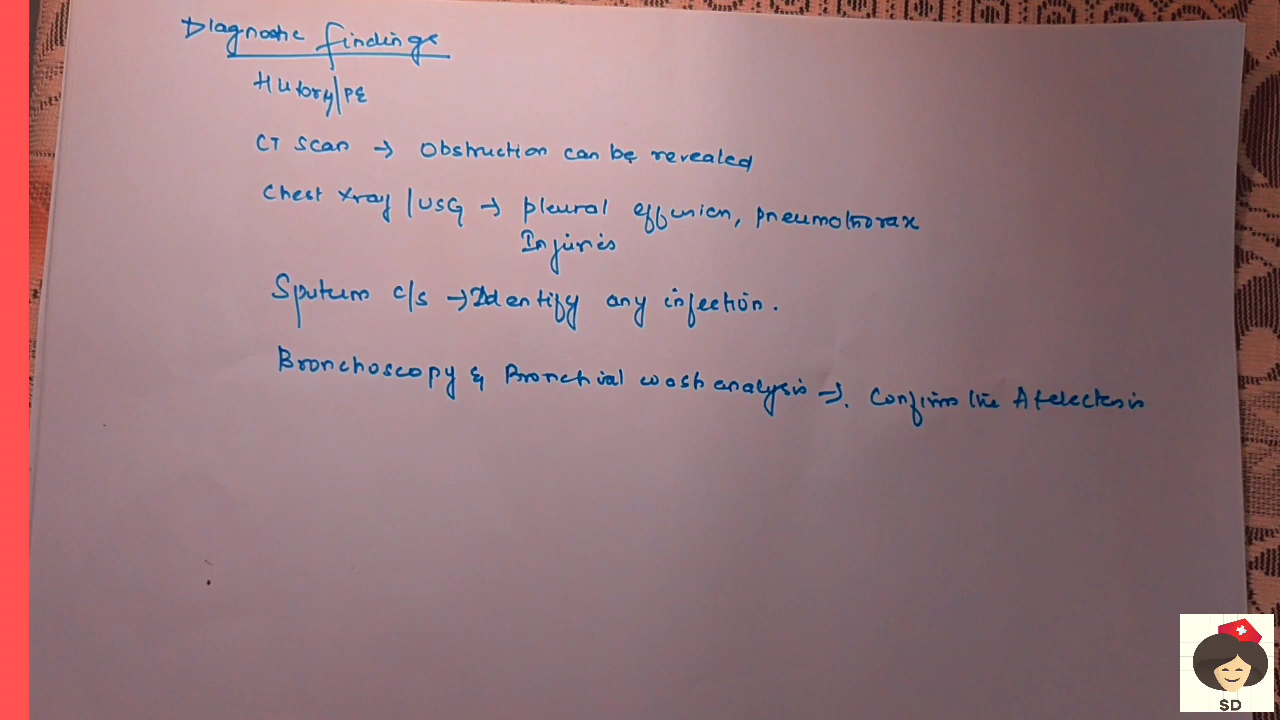 Diagnostic findings
History/PE
CT Scan → Obstruction can be revealed
Chest xray/USG → Pleural effusion, pneumothorax
Injuries
Sputum c/s → Identify any infection.
Bronchoscopy & Bronchial wash analysis →. Confirm the Atelectasis
SD